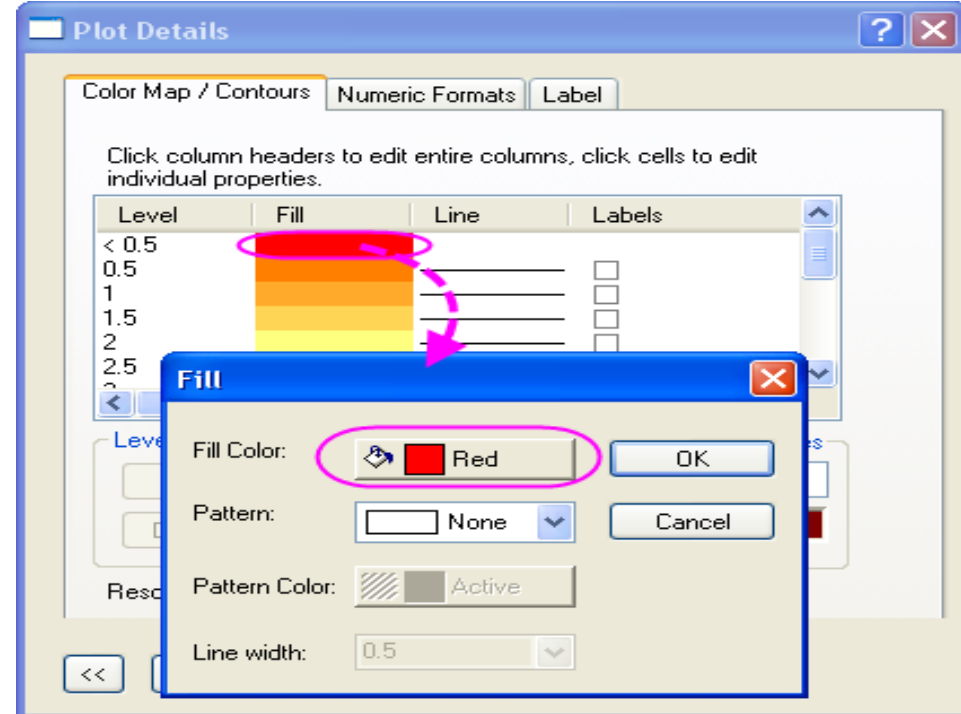 Plot Details
Color Map / Contours Numeric Formats Label
Click column headers to edit entire columns, click cells to edit
individual properties.
Level Fill Line Labels
< 0.5
0.5
1
1.5
2
2.5
Fill
Fill Color: Red OK
Pattern: None Cancel
Pattern Color: Active
Line width: 0.5
<<